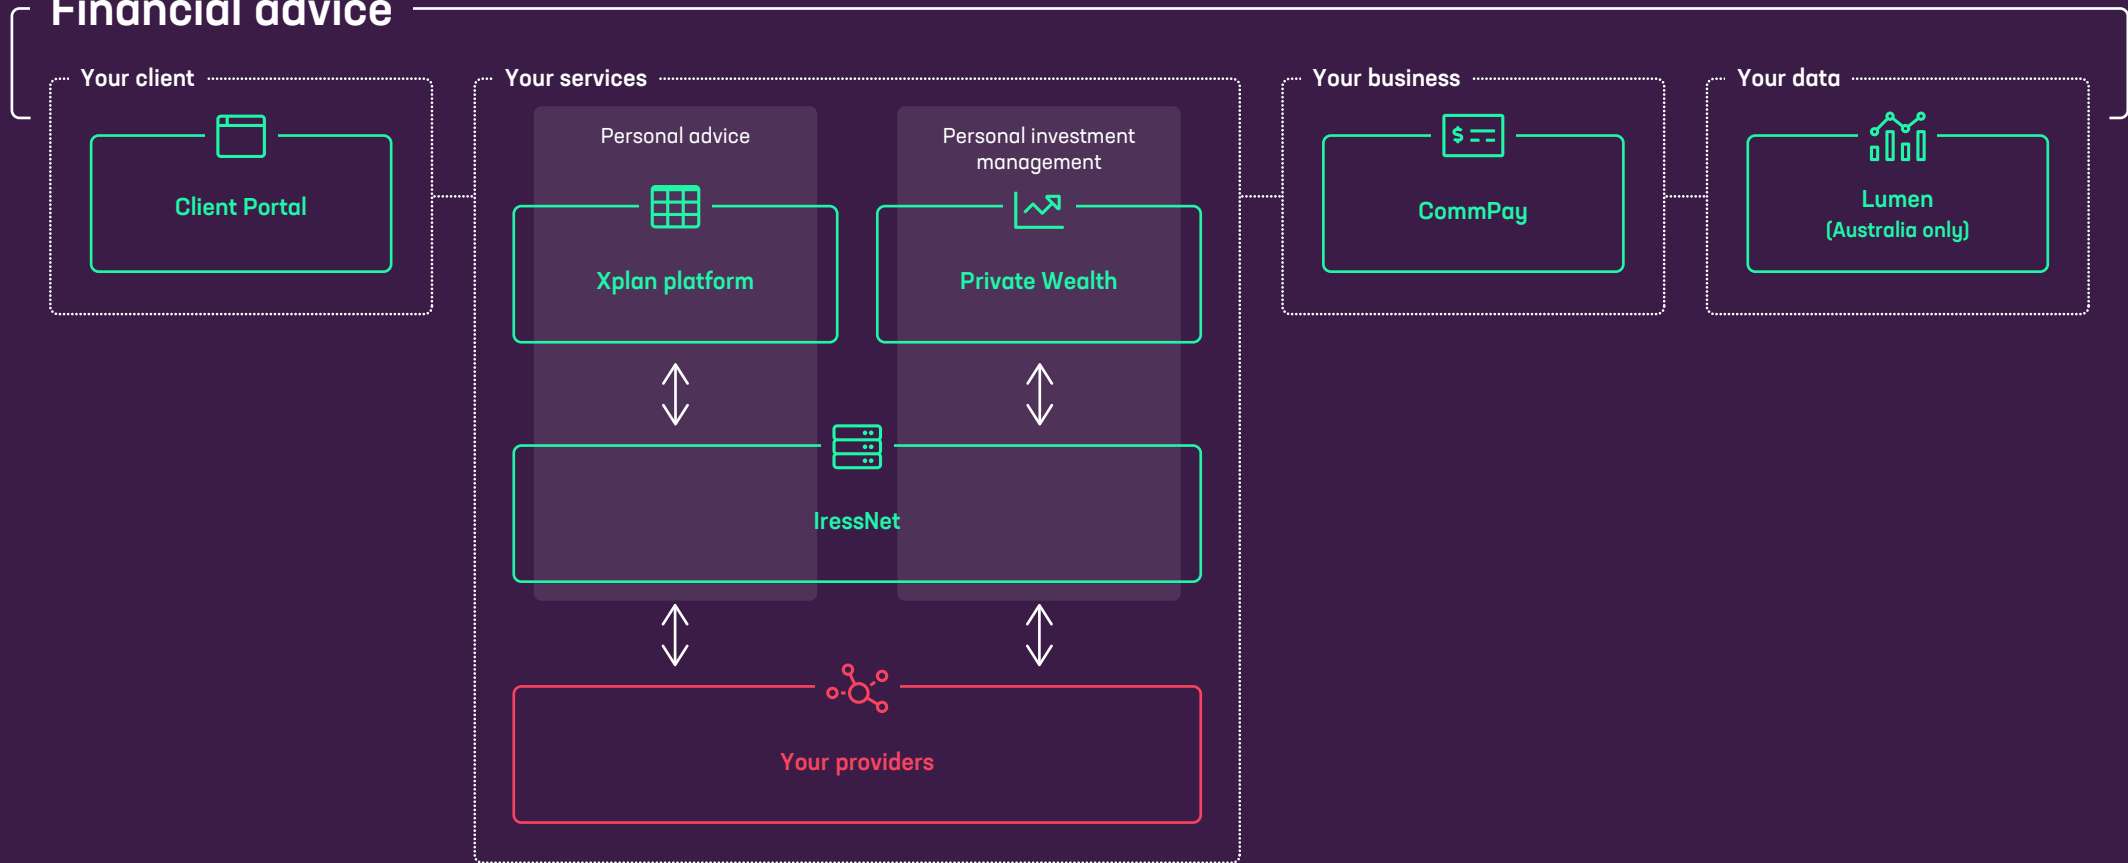 Financial advice
Your client
Client Portal
Your services
Personal advice
Xplan platform
Personal investment
management
Private Wealth
IressNet
Your providers
Your business
$
CommPay
Your data
Lumen
(Australia only)